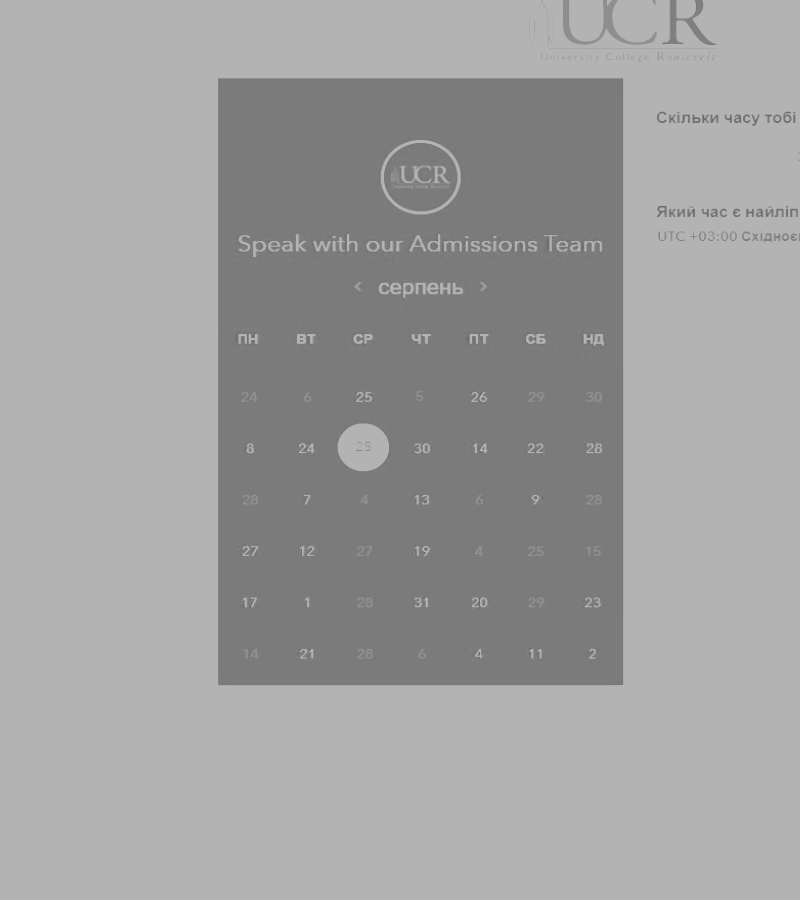 UCR
University College Roosevelt
Скільки часу тобі
UCR
Speak with our Admissions Team
Який час є найліп
UTC +03:00
серпень
ПН ВТ СР ЧТ ПТ СБ НД
24 6 25 5 26 29 30
8 24 25 30 14 22 28
28 7 4 13 6 9 28
27 12 27 19 4 25 15
17 1 28 31 20 29 23
14 21 28 6 4 11 2